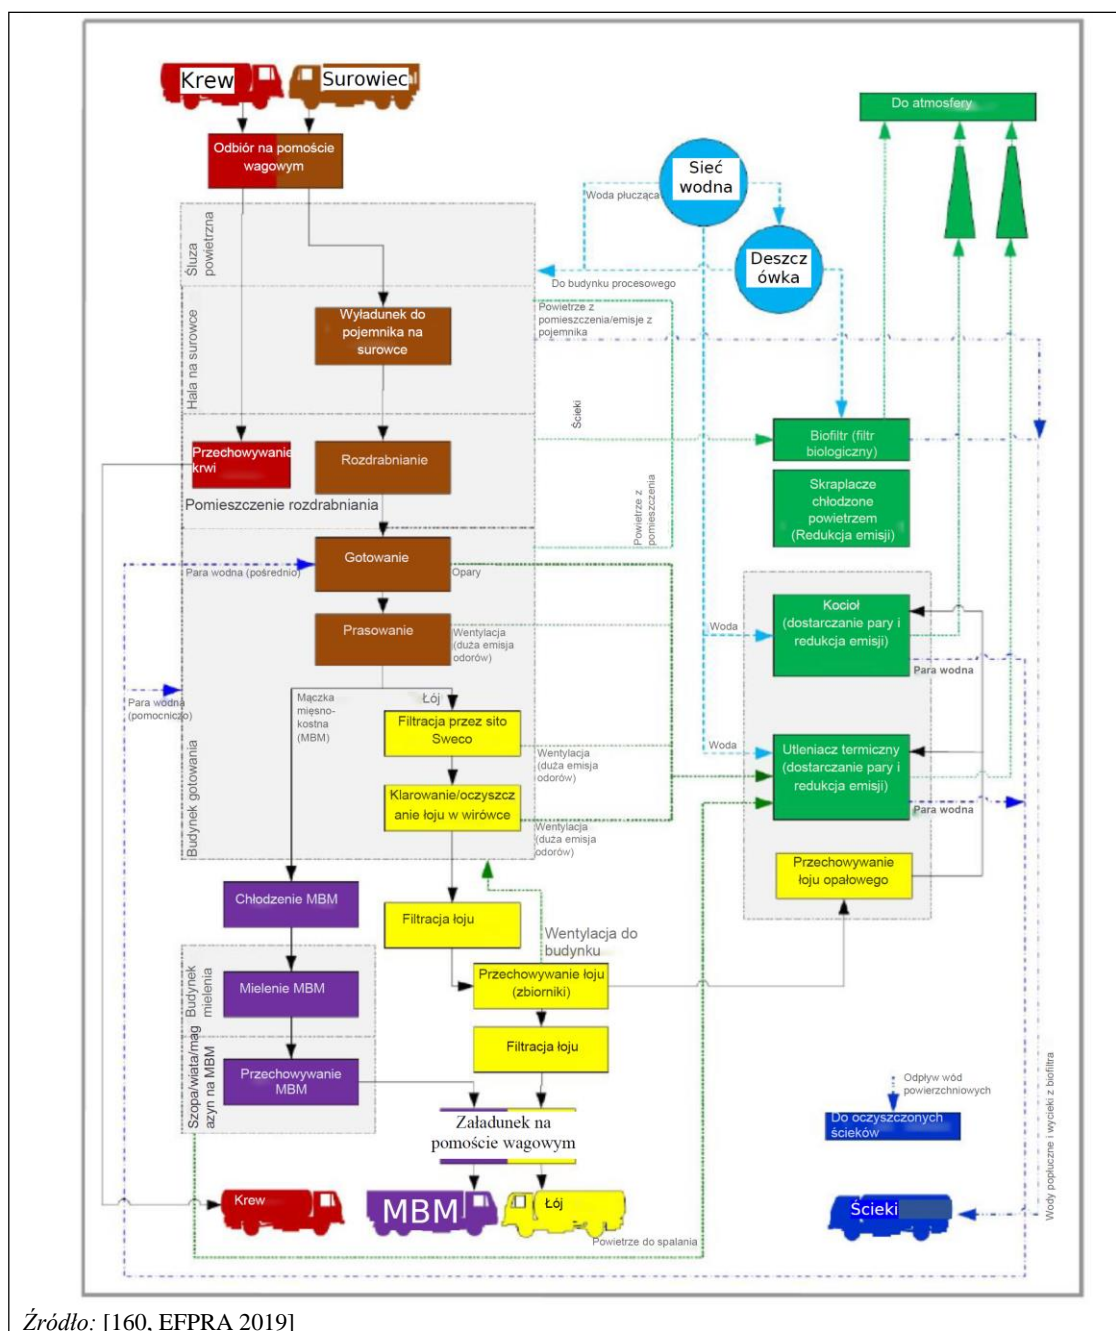 Krew
Surowiec
Do atmosfery
Odbiór na pomoście
wagowym
Sieć
wodna
Woda płucząca
Śluza
powietrzna
Deszcz
ówka
Do budynku procesowego
Powietrze z
pomieszczenia/emisje z
pojemnika
Wyładunek do
pojemnika na
surowce
Hala na surowce
Ścieki
Biofiltr (filtr
biologiczny)
Przechowywanie
krwi
Rozdrabnianie
Pomieszczenie rozdrabniania
Powietrze z
pomieszczenia
Skraplacze
chłodzone
powietrzem
(Redukcja emisji)
Gotowanie
Para wodna (pośrednio)
Opary
Prasowanie
Wentylacja
(duża emisja
odorów)
Woda
Kocioł
(dostarczanie pary i
redukcja emisji)
Para wodna
Para wodna
(pomocniczo)
Mączka
mięsno-
kostna
(MBM)
Łój
Filtracja przez sito
Sweco
Wentylacja
(duża emisja
odorów)
Woda
Utleniacz termiczny
(dostarczanie pary i
redukcja emisji)
Para wodna
Klarowanie/oczyszcz
anie łoju w wirówce
Wentylacja
(duża emisja
odorów)
Budynek gotowania
Przechowywanie
łoju opałowego
Chłodzenie MBM
Filtracja łoju
Wentylacja do
budynku
Budynek
mielenia
Mielenie MBM
Przechowywanie łoju
(zbiorniki)
Filtracja łoju
Szopa/wiata/mag
azyn na MBM
Przechowywanie
MBM
Odpływ wód
powierzchniowych
Do oczyszczonych
ścieków
Wody popłuczne i wycieki z biofiltra
Załadunek na
pomoście wagowym
Krew
MBM
Łój
Ścieki
Powietrze do spalania
Źródło: [160, EFPRA 2019]